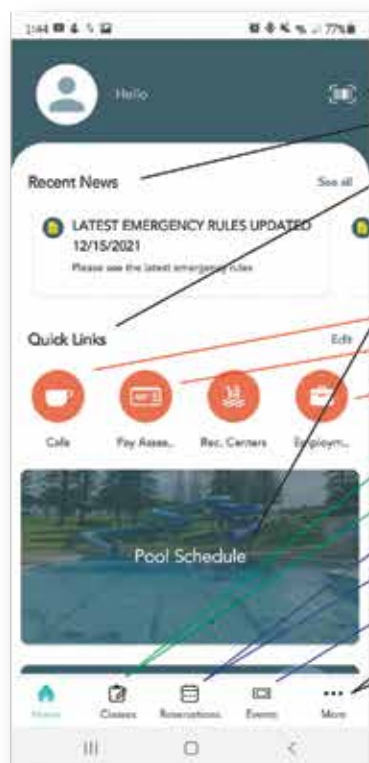 1:44 77%
Hello
Recent News See all
LATEST EMERGENCY RULES UPDATED
12/15/2021
Please see the latest emergency rules
Quick Links Edit
Cafe Pay Asses... Rec. Centers Employm...
Pool Schedule
Home Classes Reservations Events More